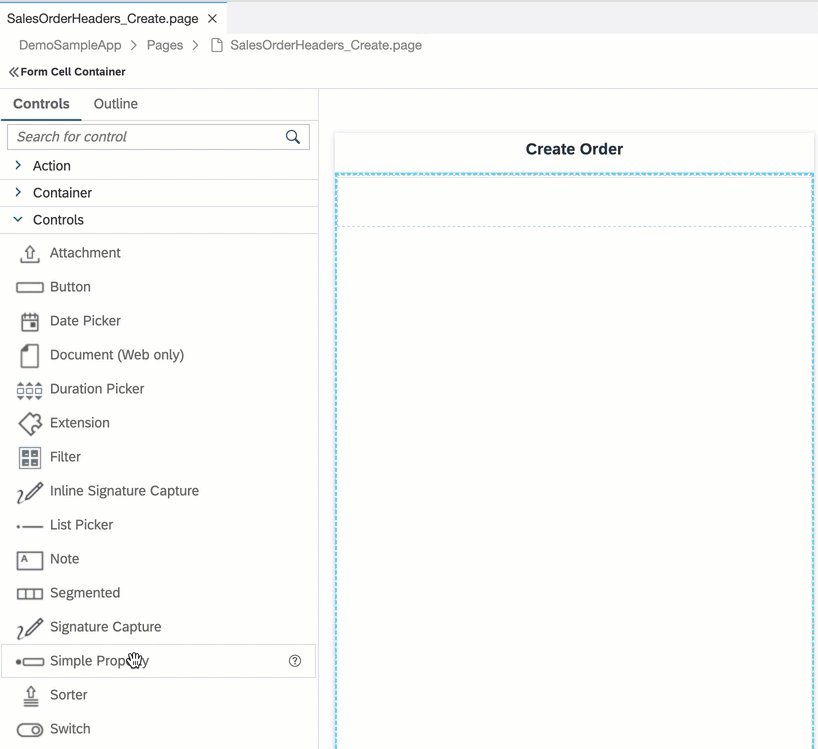 SalesOrderHeaders_Create.page
DemoSampleApp Pages SalesOrderHeaders_Create.page
Form Cell Container
Controls Outline
Search for control
Action
Container
Controls
Attachment
Button
Date Picker
Document (Web only)
Duration Picker
Extension
Filter
Inline Signature Capture
List Picker
Note
Segmented
Signature Capture
Simple Property
Sorter
Switch
Create Order